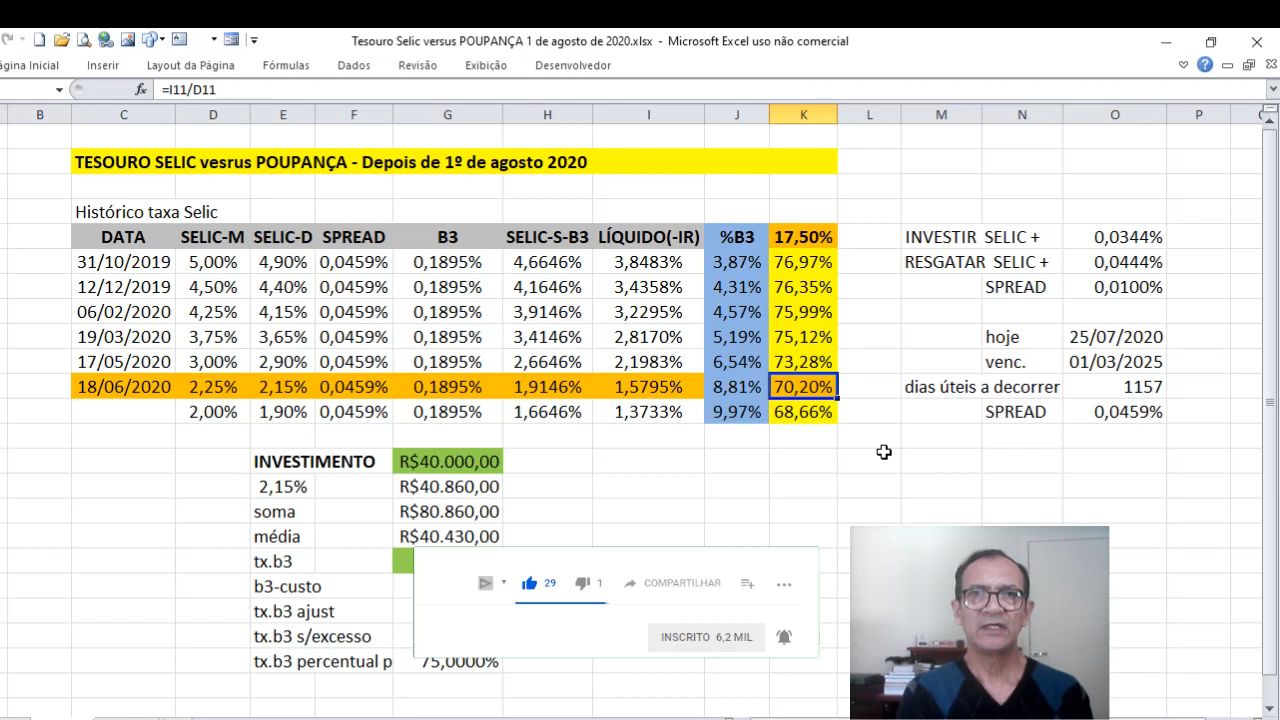 Tesouro Selic versus POUPANÇA 1 de agosto de 2020.xlsx - Microsoft Excel uso não comercial
ágina Inicial Inserir Layout da Página Fórmulas Dados Revisão Exibição Desenvolvedor
fx =I11/D11
B C D E F G H I J K L M N O P
TESOURO SELIC vesrus POUPANÇA - Depois de 1º de agosto 2020
Histórico taxa Selic
DATA SELIC-M SELIC-D SPREAD B3 SELIC-S-B3 LÍQUIDO(-IR) %B3 17,50% INVESTIR SELIC + 0,0344%
31/10/2019 5,00% 4,90% 0,0459% 0,1895% 4,6646% 3,8483% 3,87% 76,97% RESGATAR SELIC + 0,0444%
12/12/2019 4,50% 4,40% 0,0459% 0,1895% 4,1646% 3,4358% 4,31% 76,35% SPREAD 0,0100%
06/02/2020 4,25% 4,15% 0,0459% 0,1895% 3,9146% 3,2295% 4,57% 75,99%
19/03/2020 3,75% 3,65% 0,0459% 0,1895% 3,4146% 2,8170% 5,19% 75,12% hoje 25/07/2020
17/05/2020 3,00% 2,90% 0,0459% 0,1895% 2,6646% 2,1983% 6,54% 73,28% venc. 01/03/2025
18/06/2020 2,25% 2,15% 0,0459% 0,1895% 1,9146% 1,5795% 8,81% 70,20% dias úteis a decorrer 1157
2,00% 1,90% 0,0459% 0,1895% 1,6646% 1,3733% 9,97% 68,66% SPREAD 0,0459%
INVESTIMENTO R$40.000,00
2,15% R$40.860,00
soma R$80.860,00
média R$40.430,00
tx.b3
b3-custo
tx.b3 ajust
tx.b3 s/excesso
tx.b3 percentual p 75,0000%
29 1 COMPARTILHAR
INSCRITO 6,2 MIL